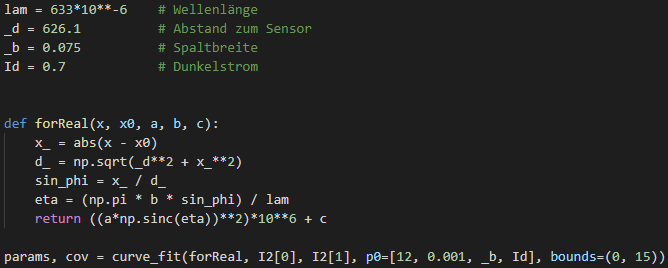 lam = 633*10**-6    # Wellenlänge
_d = 626.1          # Abstand zum Sensor
_b = 0.075          # Spaltbreite
Id = 0.7            # Dunkelstrom
def forReal(x, x0, a, b, c):
    x_ = abs(x - x0)
    d_ = np.sqrt(_d**2 + x_**2)
    sin_phi = x_ / d_
    eta = (np.pi * b * sin_phi) / lam
    return ((a*np.sinc(eta))**2)*10**6 + c
params, cov = curve_fit(forReal, I2[0], I2[1], p0=[12, 0.001, _b, Id], bounds=(0, 15))